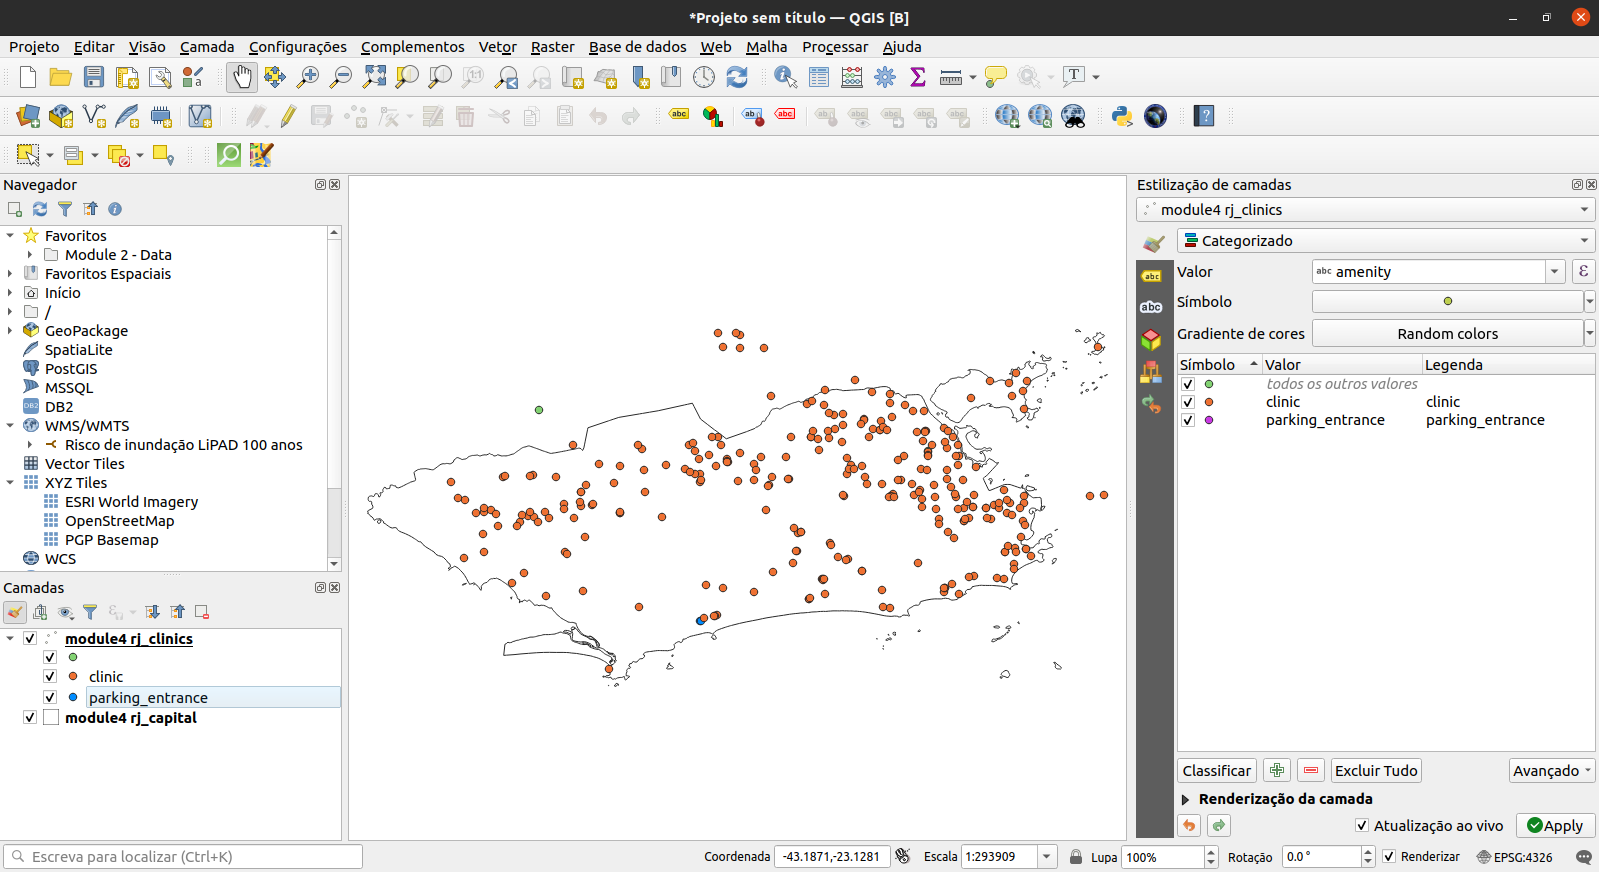 *Projeto sem título — QGIS [B]
Projeto Editar Visão Camada Configurações Complementos Vetor Raster Base de dados Web Malha Processar Ajuda
Navegador
Favoritos
Module 2 - Data
Favoritos Espaciais
Início
/
GeoPackage
SpatiaLite
PostGIS
MSSQL
DB2
WMS/WMTS
Risco de inundação LiPAD 100 anos
Vector Tiles
XYZ Tiles
ESRI World Imagery
OpenStreetMap
PGP Basemap
WCS
Camadas
module4 rj_clinics
clinic
parking_entrance
module4 rj_capital
Estilização de camadas
module4 rj_clinics
Categorizado
Valor abc amenity ε
Símbolo
Gradiente de cores Random colors
Símbolo Valor Legenda
todos os outros valores
clinic clinic
parking_entrance parking_entrance
Classificar Excluir Tudo Avançado
Renderização da camada
Atualização ao vivo Apply
Escreva para localizar (Ctrl+K) Coordenada -43.1871,-23.1281 Escala 1:293909 Lupa 100% Rotação 0.0 ° Renderizar EPSG:4326